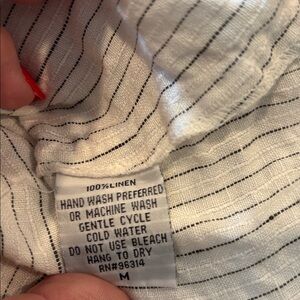 100% LINEN
HAND WASH PREFERRED
OR MACHINE WASH
GENTLE CYCLE
COLD WATER
DO NOT USE BLEACH
HANG TO DRY
RN#96314
M